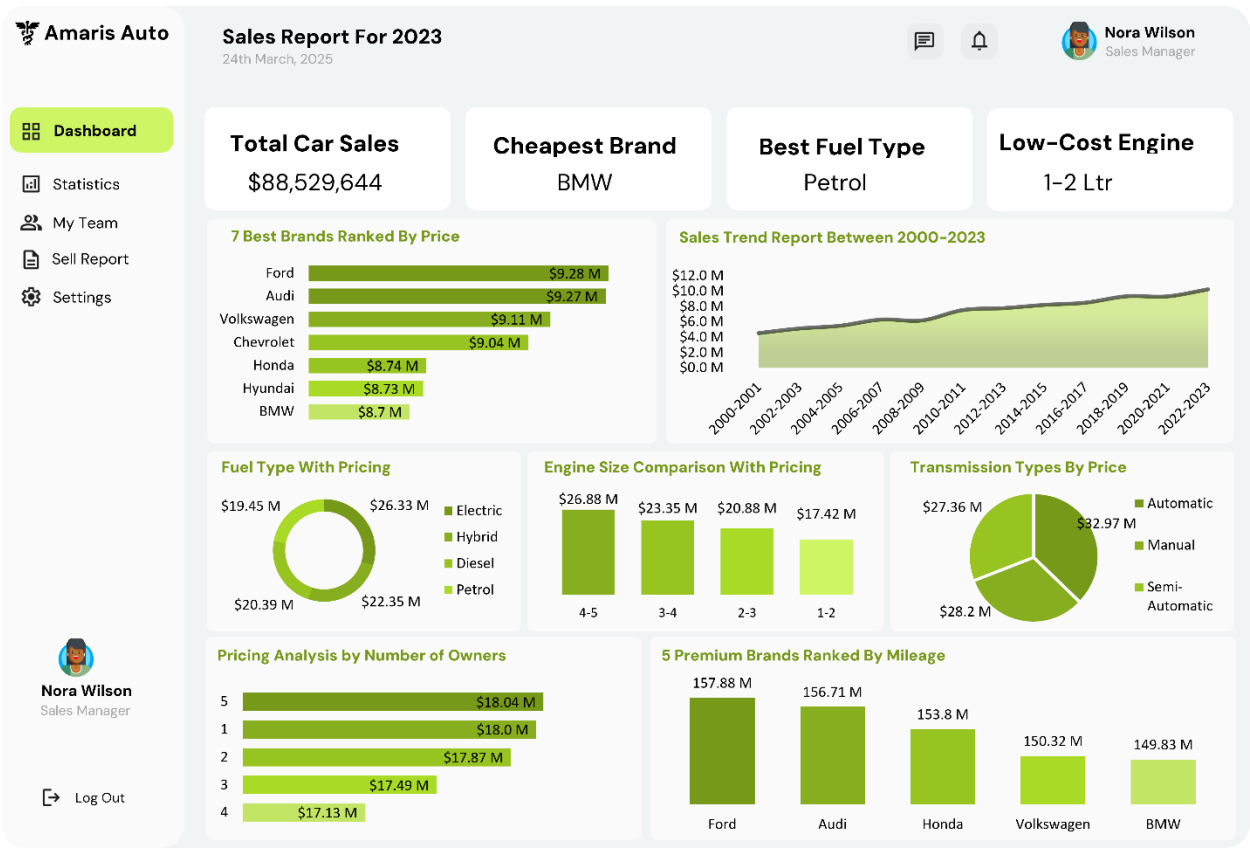 Amaris Auto
Sales Report For 2023
24th March, 2025
Nora Wilson
Sales Manager
Dashboard
Statistics
My Team
Sell Report
Settings
Nora Wilson
Sales Manager
Log Out
Total Car Sales
$88,529,644
Cheapest Brand
BMW
Best Fuel Type
Petrol
Low-Cost Engine
1-2 Ltr
7 Best Brands Ranked By Price
Ford $9.28 M
Audi $9.27 M
Volkswagen $9.11 M
Chevrolet $9.04 M
Honda $8.74 M
Hyundai $8.73 M
BMW $8.7 M
Sales Trend Report Between 2000-2023
$12.0 M
$10.0 M
$8.0 M
$6.0 M
$4.0 M
$2.0 M
$0.0 M
2000-2001
2002-2003
2004-2005
2006-2007
2008-2009
2010-2011
2012-2013
2014-2015
2016-2017
2018-2019
2020-2021
2022-2023
Fuel Type With Pricing
$19.45 M
$26.33 M
$20.39 M
$22.35 M
Electric
Hybrid
Diesel
Petrol
Engine Size Comparison With Pricing
$26.88 M
$23.35 M
$20.88 M
$17.42 M
4-5
3-4
2-3
1-2
Transmission Types By Price
$27.36 M
$32.97 M
$28.2 M
Automatic
Manual
Semi-
Automatic
Pricing Analysis by Number of Owners
5 $18.04 M
1 $18.0 M
2 $17.87 M
3 $17.49 M
4 $17.13 M
5 Premium Brands Ranked By Mileage
157.88 M
156.71 M
153.8 M
150.32 M
149.83 M
Ford
Audi
Honda
Volkswagen
BMW